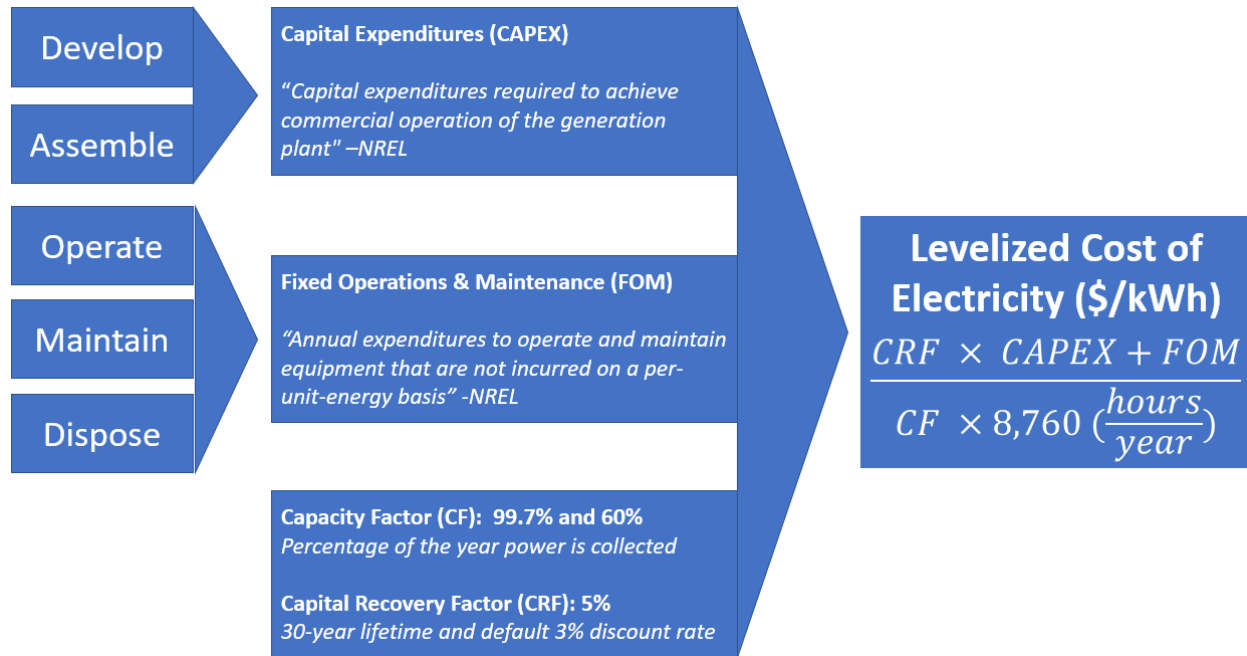 Develop
Assemble
Operate
Maintain
Dispose
Capital Expenditures (CAPEX)
“Capital expenditures required to achieve
commercial operation of the generation
plant" –NREL
Fixed Operations & Maintenance (FOM)
“Annual expenditures to operate and maintain
equipment that are not incurred on a per-
unit-energy basis” -NREL
Capacity Factor (CF):  99.7% and 60%
Percentage of the year power is collected
Capital Recovery Factor (CRF): 5%
30-year lifetime and default 3% discount rate
Levelized Cost of
Electricity ($/kWh)
CRF × CAPEX + FOM
CF × 8,760 (hours
year)